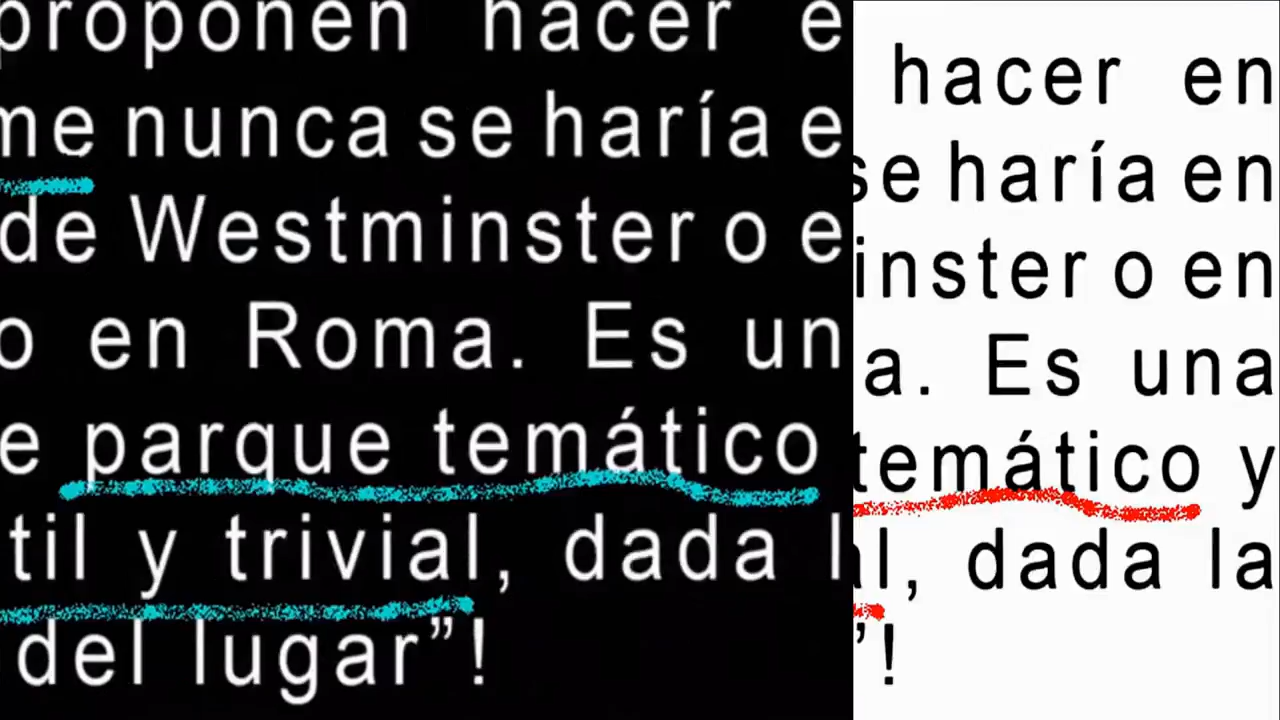 proponen hacer e
me nunca se haría e
de Westminster o e
o en Roma. Es un
e parque temático
til y trivial, dada l
del lugar”!
hacer en
se haría en
inster o en
a. Es una
temático y
al, dada la
”!